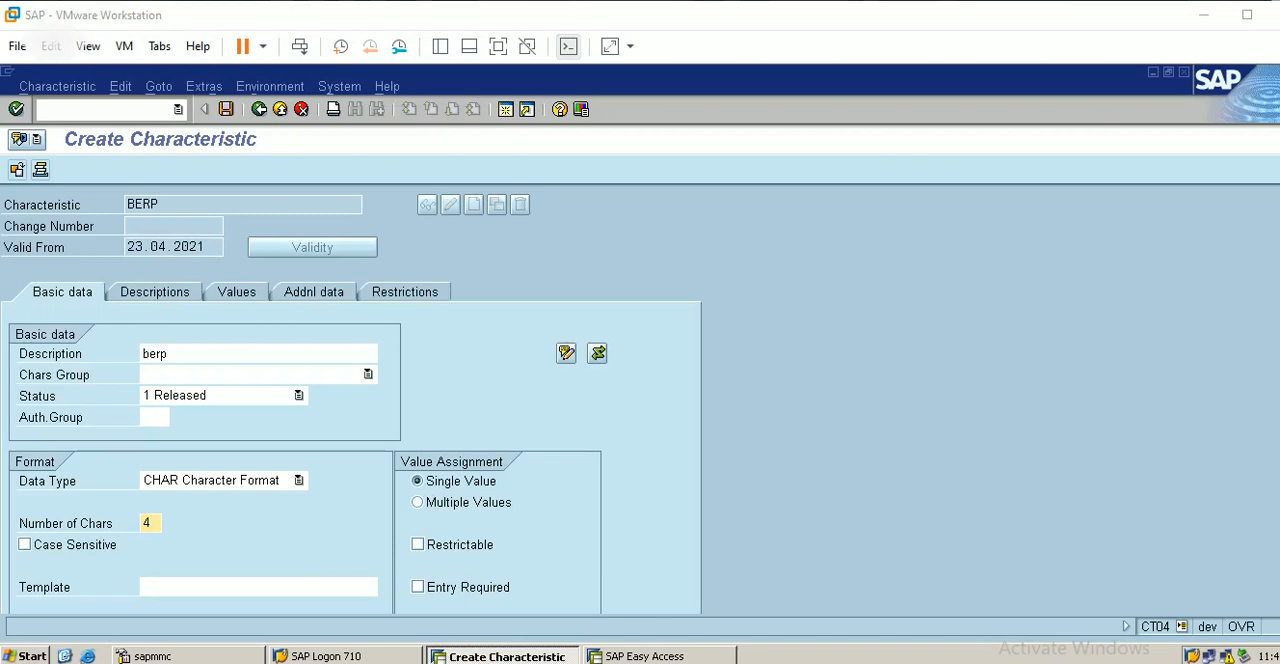 SAP - VMware Workstation
File Edit View VM Tabs Help
Characteristic Edit Goto Extras Environment System Help
SAP
Create Characteristic
Characteristic BERP
Change Number
Valid From 23.04.2021 Validity
Basic data Descriptions Values Addnl data Restrictions
Basic data
Description berp
Chars Group
Status 1 Released
Auth.Group
Format Value Assignment
Data Type CHAR Character Format Single Value
Multiple Values
Number of Chars 4
Case Sensitive Restrictable
Template Entry Required
CT04 dev OVR
Activate Windows
Start sapmmc SAP Logon 710 Create Characteristic SAP Easy Access 11:4